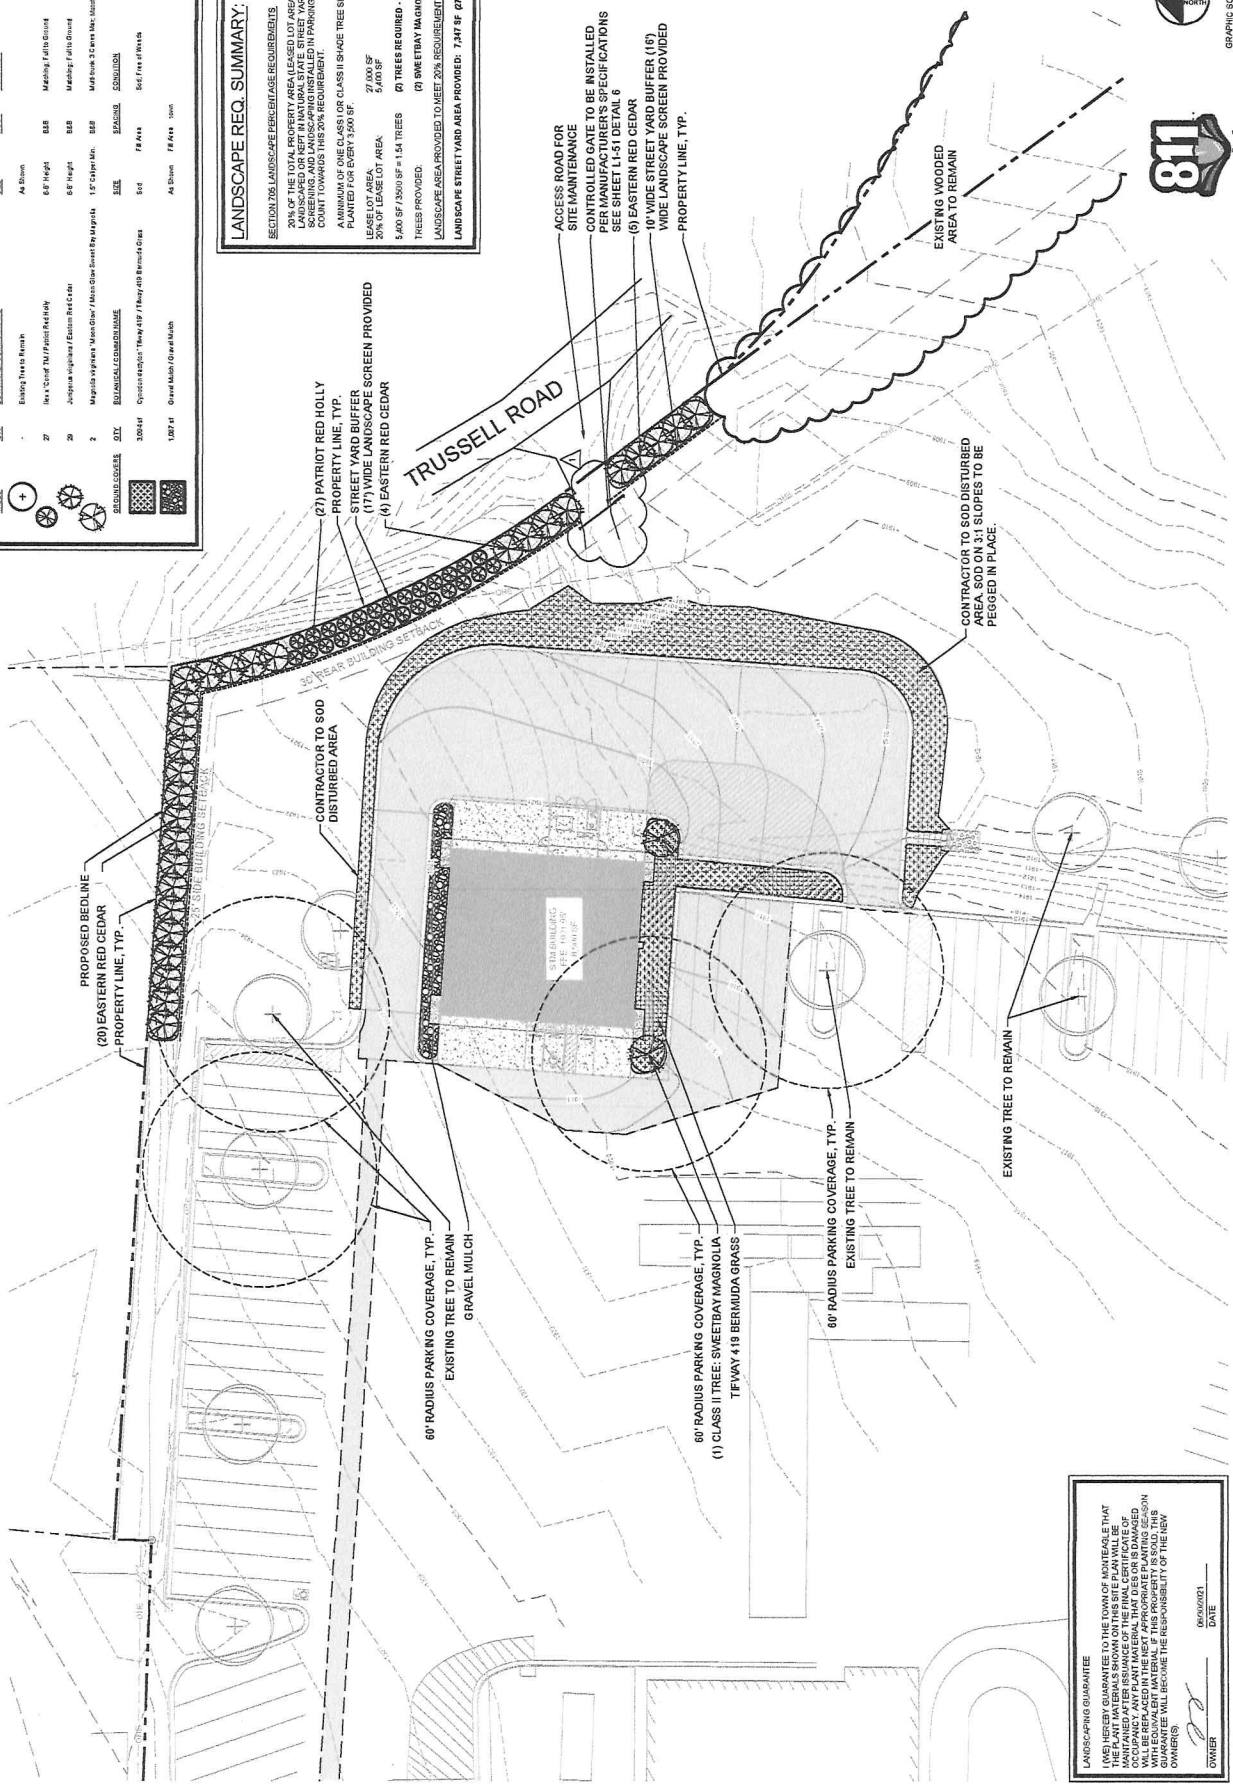 As Shown
- Existing Tree to Remain
27 Ilex x 'Conaf' TM / Patriot Red Holly 6-8' Height B&B Matching; Full to Ground
29 Juniperus virginiana / Eastern Red Cedar 6-8' Height B&B Matching; Full to Ground
2 Magnolia virginiana 'Moon Glow' / Moon Glow Sweet Bay Magnolia 1.5" Caliper Min. B&B Multi-trunk 3 Canes Max;
GROUND COVERS QTY BOTANICAL / COMMON NAME SIZE SPACING CONDITION
Cynodon dactylon 'Tifway 419' / Tifway 419 Bermuda Grass Sod Fill Area Sod, Free of Weeds
Gravel Mulch / Gravel Mulch As Shown Fill Area
LANDSCAPE REQ. SUMMARY:
SECTION 705 LANDSCAPE PERCENTAGE REQUIREMENTS
20% OF THE TOTAL PROPERTY AREA (LEASED LOT AREA
LANDSCAPED OR KEPT IN NATURAL STATE. STREET YAR
SCREENING, AND LANDSCAPING INSTALLED IN PARKING
COUNT TOWARDS THIS 20% REQUIREMENT.
A MINIMUM OF ONE CLASS I OR CLASS II SHADE TREE S
PLANTED FOR EVERY 3,500 SF.
LEASE LOT AREA: 27,000 SF
20% OF LEASE LOT AREA: 5,400 SF
5,400 SF / 3500 SF = 1.54 TREES (2) TREES REQUIRED -
TREES PROVIDED: (2) SWEETBAY MAGNO
LANDSCAPE AREA PROVIDED TO MEET 20% REQUIREMENT
LANDSCAPE STREET YARD AREA PROVIDED: 7,347 SF (27
PROPOSED BEDLINE
(20) EASTERN RED CEDAR
PROPERTY LINE, TYP.
25' SIDE BUILDING SETBACK
(27) PATRIOT RED HOLLY
PROPERTY LINE, TYP.
STREET YARD BUFFER
(17') WIDE LANDSCAPE SCREEN PROVIDED
(4) EASTERN RED CEDAR
30' REAR BUILDING SETBACK
TRUSSELL ROAD
ACCESS ROAD FOR
SITE MAINTENANCE
CONTROLLED GATE TO BE INSTALLED
PER MANUFACTURER'S SPECIFICATIONS
SEE SHEET L1-51 DETAIL 6
(5) EASTERN RED CEDAR
10' WIDE STREET YARD BUFFER (16')
WIDE LANDSCAPE SCREEN PROVIDED
PROPERTY LINE, TYP.
EXISTING WOODED
AREA TO REMAIN
CONTRACTOR TO SOD
DISTURBED AREA
CONTRACTOR TO SOD DISTURBED
AREA. SOD ON 3:1 SLOPES TO BE
PEGGED IN PLACE.
60' RADIUS PARKING COVERAGE, TYP.
EXISTING TREE TO REMAIN
GRAVEL MULCH
60' RADIUS PARKING COVERAGE, TYP.
(1) CLASS II TREE: SWEETBAY MAGNOLIA
TIFWAY 419 BERMUDA GRASS
60' RADIUS PARKING COVERAGE, TYP.
EXISTING TREE TO REMAIN
EXISTING TREE TO REMAIN
NORTH
GRAPHIC SC
811
LANDSCAPING GUARANTEE
I (WE) HEREBY GUARANTEE TO THE TOWN OF MONTEAGLE THAT
THE PLANT MATERIALS SHOWN ON THIS SITE PLAN WILL BE
MAINTAINED AFTER ISSUANCE OF THE FINAL CERTIFICATE OF
OCCUPANCY. ANY PLANT MATERIAL THAT DIES OR IS DAMAGED
WILL BE REPLACED IN THE NEXT APPROPRIATE PLANTING SEASON
WITH EQUIVALENT MATERIAL. IF THIS PROPERTY IS SOLD, THIS
GUARANTEE WILL BECOME THE RESPONSIBILITY OF THE NEW
OWNER(S).
OWNER DATE